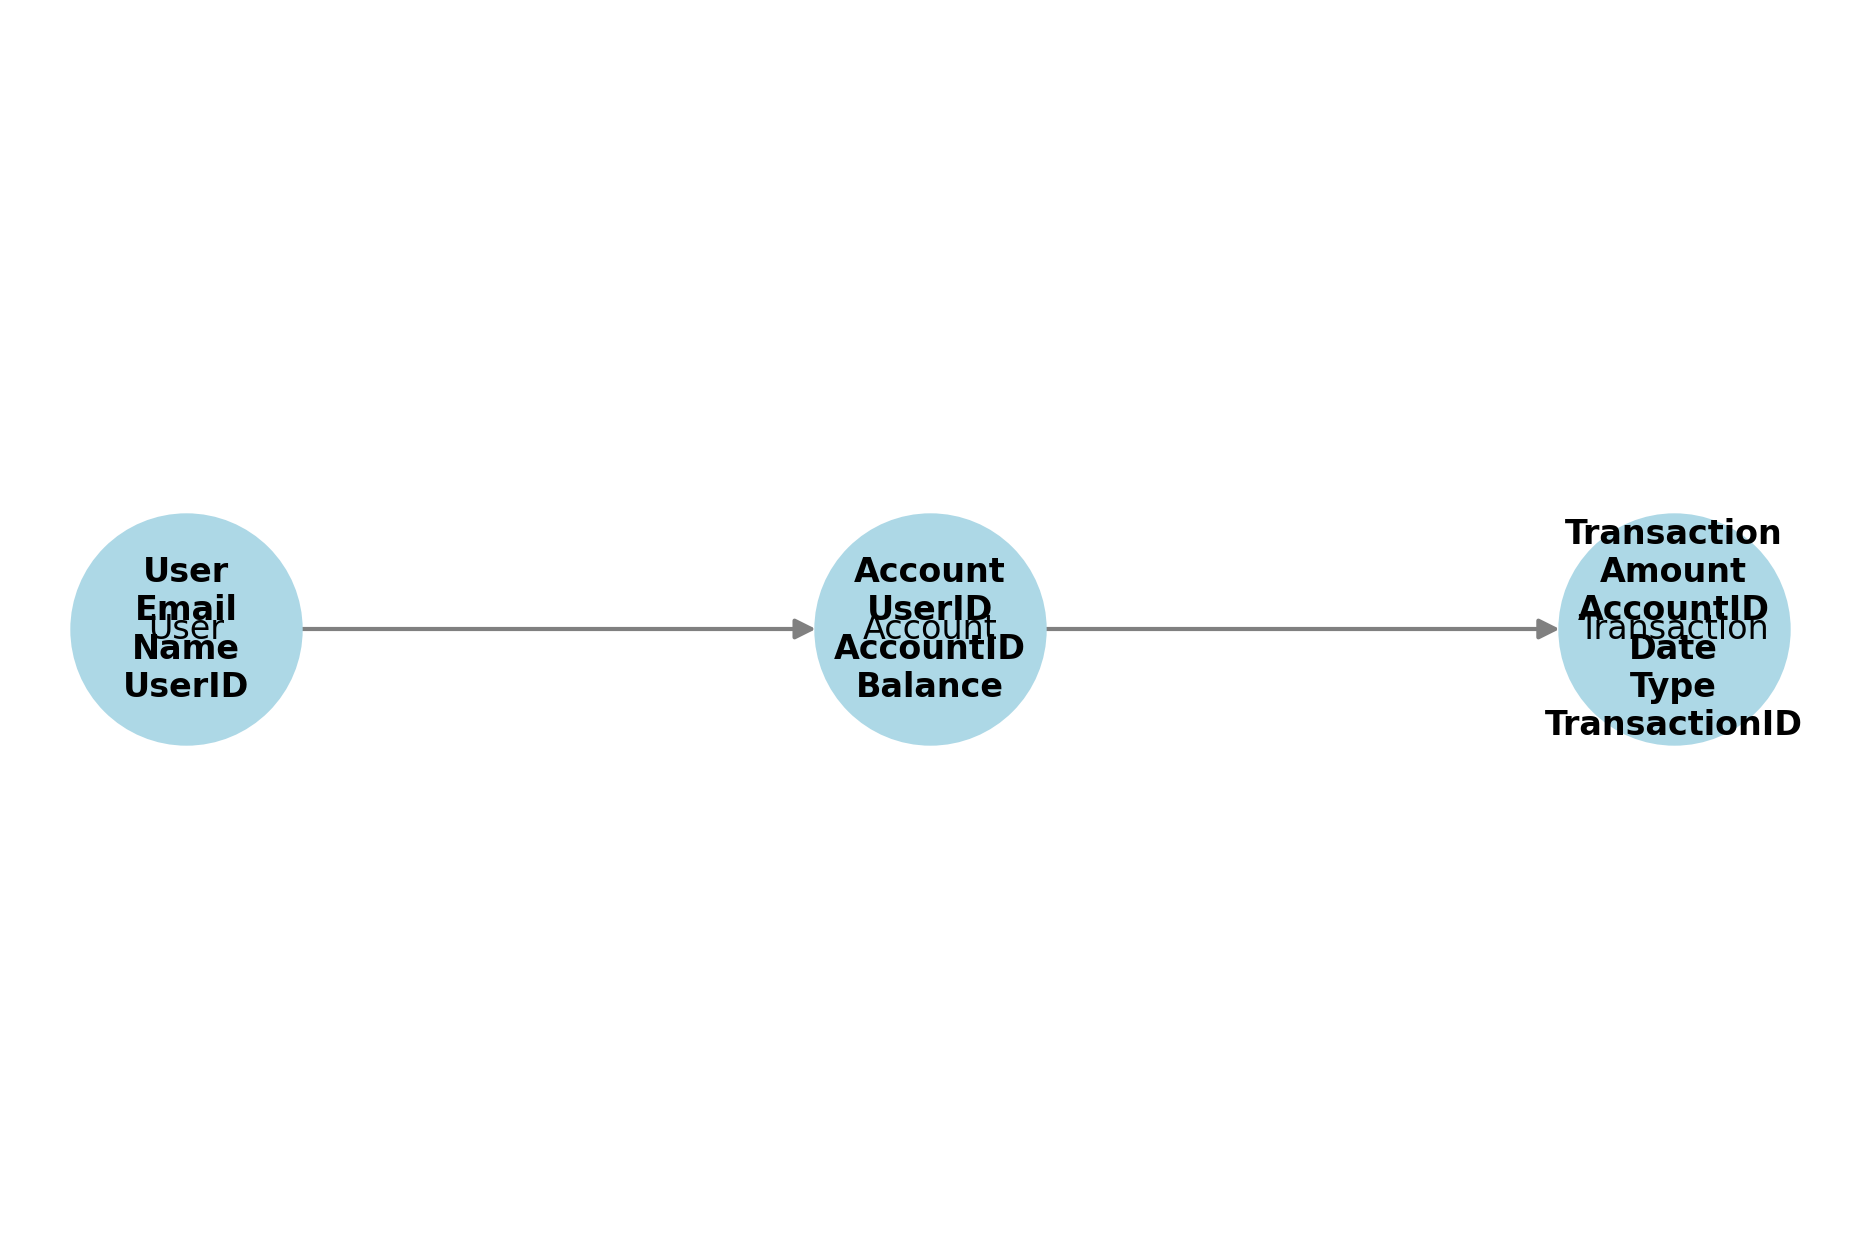 User
Email
User
Name
UserID
Account
UserID
Account
AccountID
Balance
Transaction
Amount
AccountID
Transaction
Date
Type
TransactionID